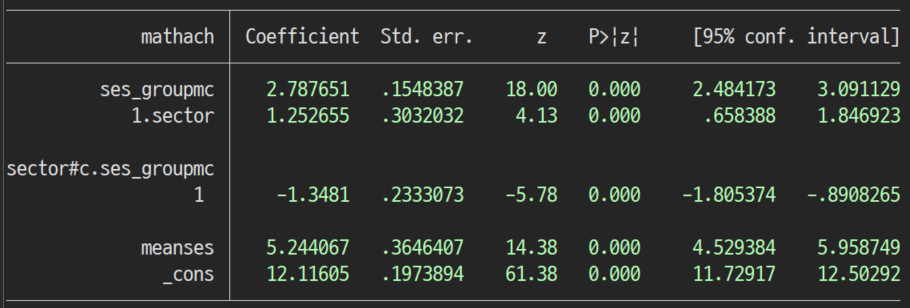 mathach Coefficient Std. err. z P>|z| [95% conf. interval]
ses_groupmc 2.787651 .1548387 18.00 0.000 2.484173 3.091129
1.sector 1.252655 .3032032 4.13 0.000 .658388 1.846923
sector#c.ses_groupmc
1 -1.3481 .2333073 -5.78 0.000 -1.805374 -.8908265
meanses 5.244067 .3646407 14.38 0.000 4.529384 5.958749
_cons 12.11605 .1973894 61.38 0.000 11.72917 12.50292